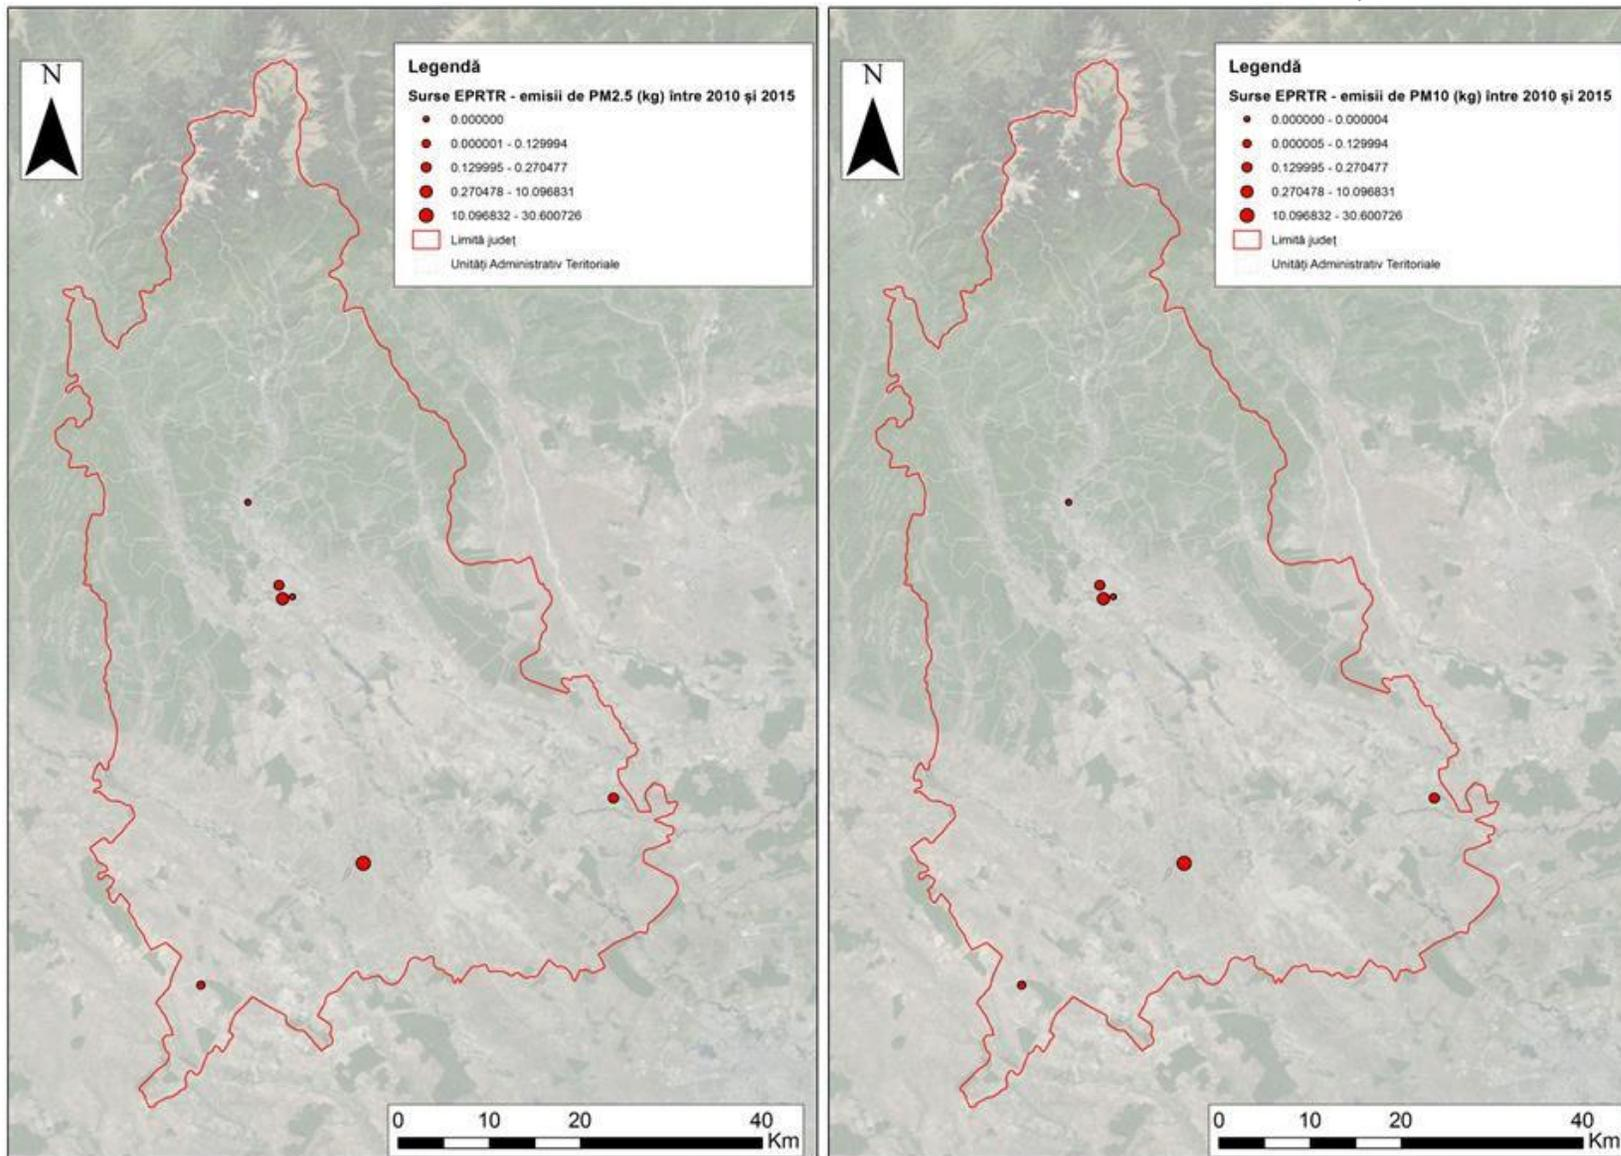 N
Legendă
Surse EPRTR - emisii de PM2.5 (kg) între 2010 și 2015
0.000000
0.000001 - 0.129994
0.129995 - 0.270477
0.270478 - 10.096831
10.096832 - 30.600726
Limită județ
Unități Administrativ Teritoriale
0 10 20 40
Km
N
Legendă
Surse EPRTR - emisii de PM10 (kg) între 2010 și 2015
0.000000 - 0.000004
0.000005 - 0.129994
0.129995 - 0.270477
0.270478 - 10.096831
10.096832 - 30.600726
Limită județ
Unități Administrativ Teritoriale
0 10 20 40
Km